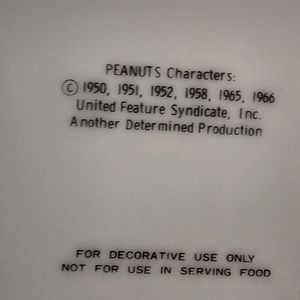 PEANUTS Characters:
© 1950, 1951, 1952, 1958, 1965, 1966
United Feature Syndicate, Inc.
Another Determined Production
FOR DECORATIVE USE ONLY
NOT FOR USE IN SERVING FOOD